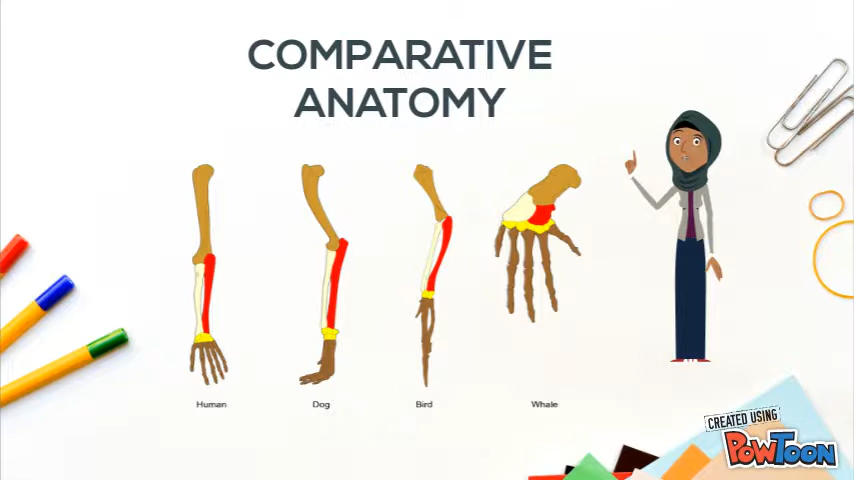 COMPARATIVE
ANATOMY
Human
Dog
Bird
Whale
CREATED USING
POWTOON